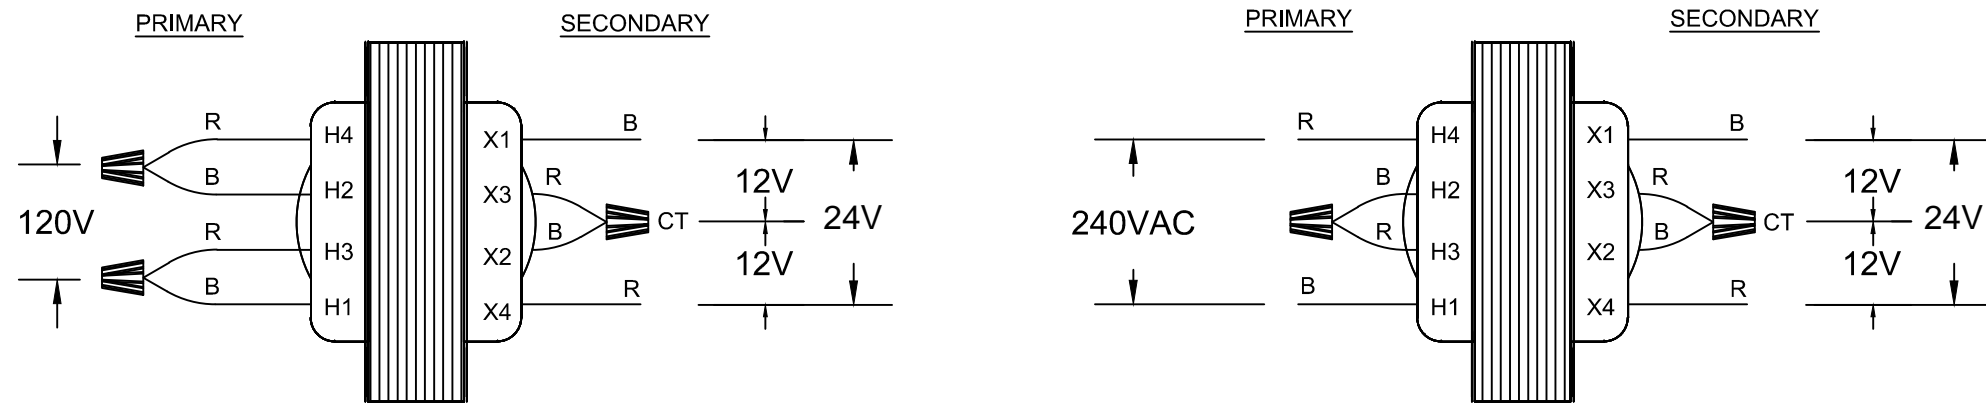 PRIMARY SECONDARY
R H4 X1 B
B H2 X3 R 12V
120V CT 24V
R H3 B X2 12V
B H1 X4 R
PRIMARY SECONDARY
R H4 X1 B
B H2 X3 R 12V
240VAC CT 24V
R H3 X2 B 12V
B H1 X4 R